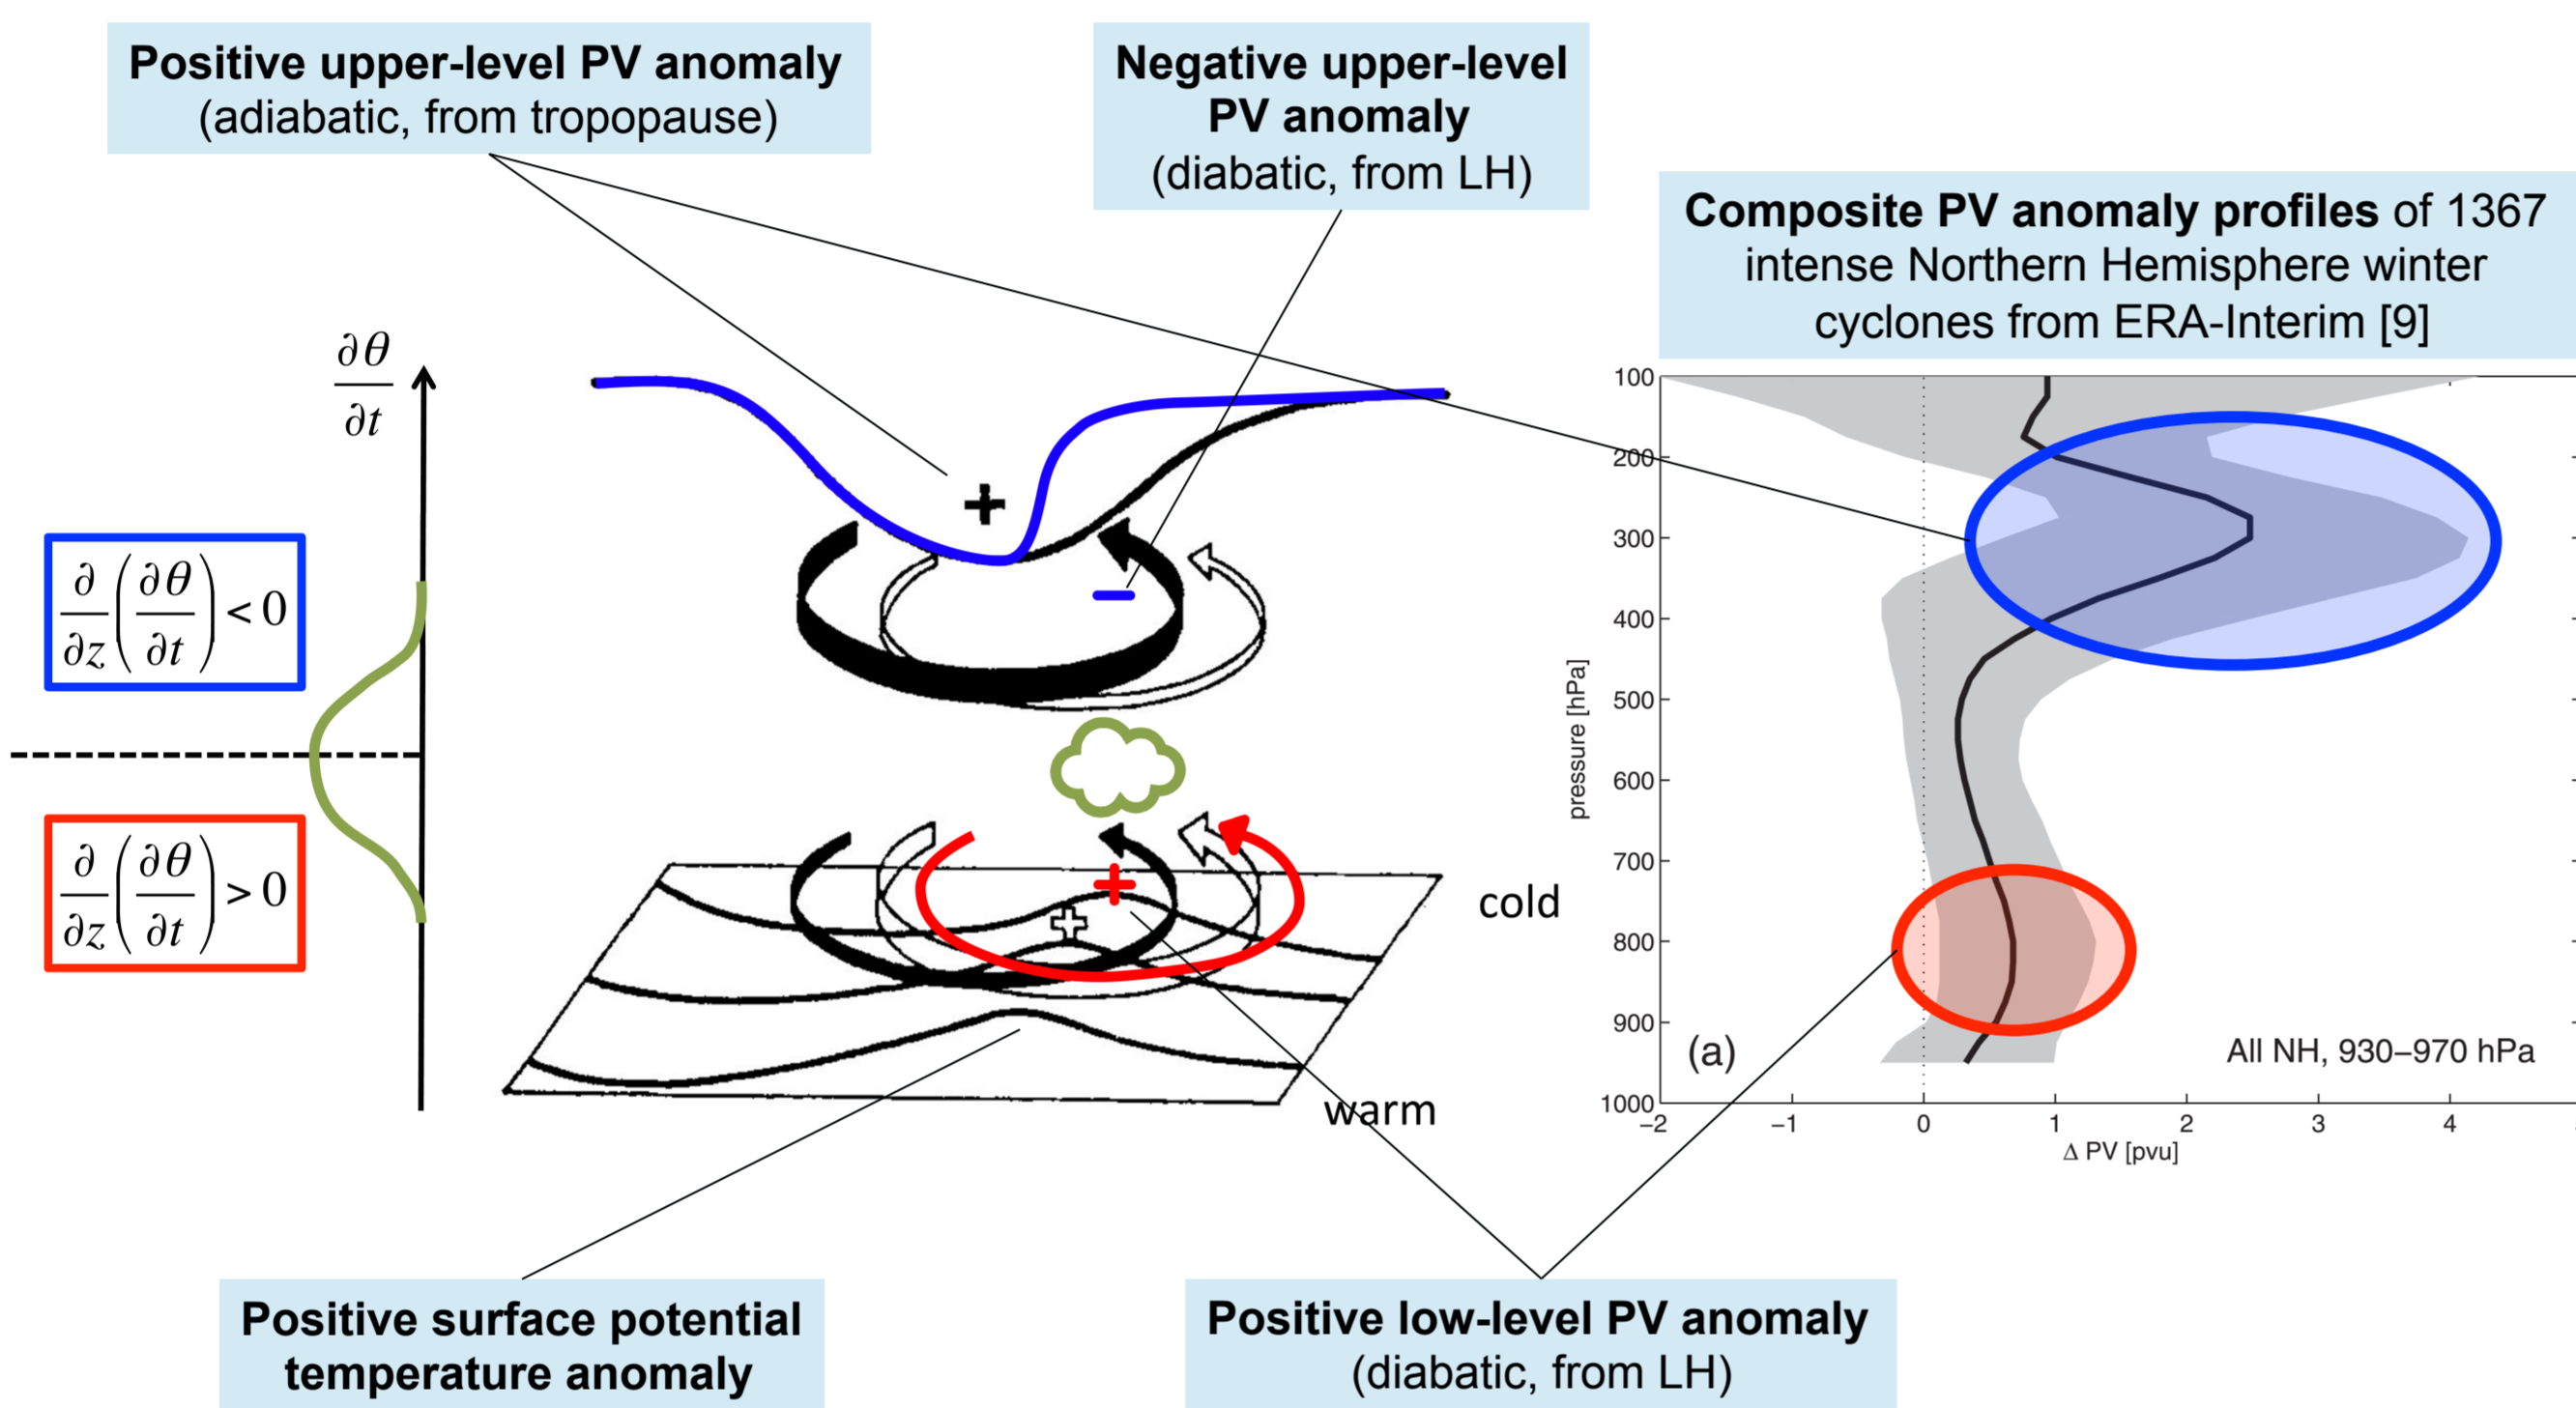 Positive upper-level PV anomaly
(adiabatic, from tropopause)
Negative upper-level
PV anomaly
(diabatic, from LH)
Composite PV anomaly profiles of 1367
intense Northern Hemisphere winter
cyclones from ERA-Interim [9]
∂θ
∂t
∂/∂z (∂θ/∂t) < 0
∂/∂z (∂θ/∂t) > 0
+
−
+
cold
warm
100
200
300
400
500
600
700
800
900
1000
pressure [hPa]
(a)
All NH, 930–970 hPa
−2 −1 0 1 2 3 4
Δ PV [pvu]
Positive surface potential
temperature anomaly
Positive low-level PV anomaly
(diabatic, from LH)